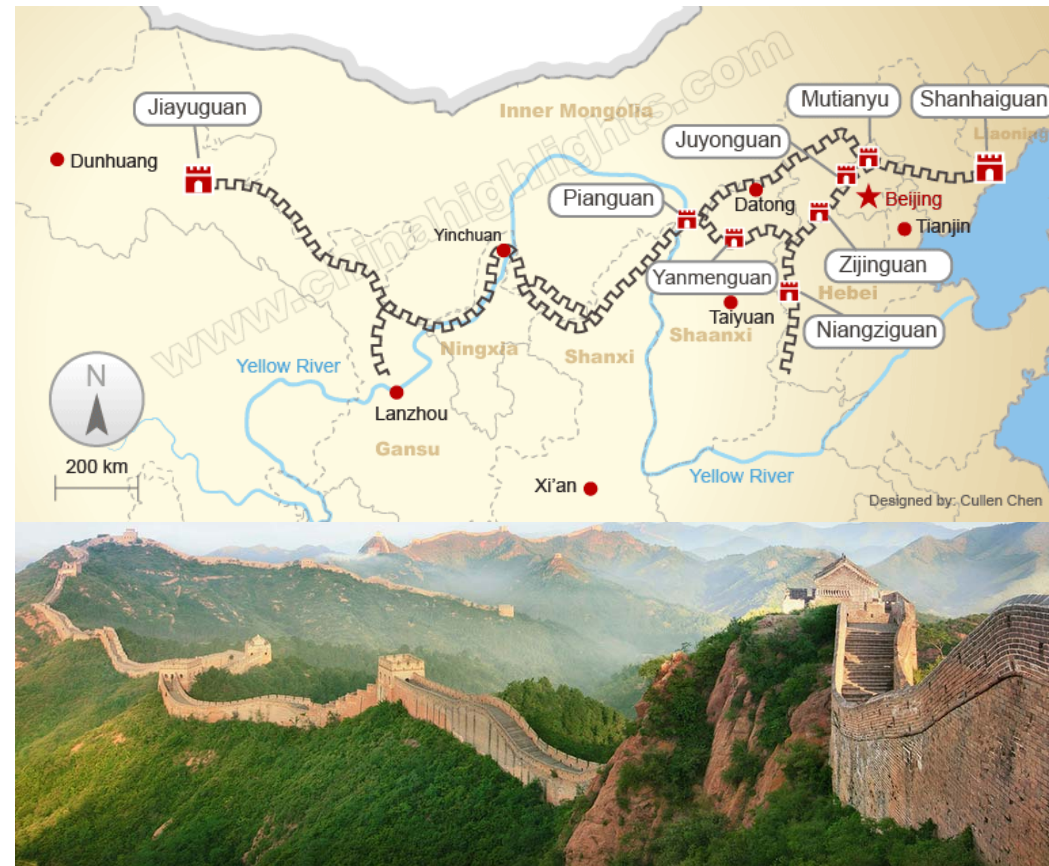 Jiayuguan
Mutianyu
Shanhaiguan
Inner Mongolia
Juyonguan
Liaoning
Dunhuang
Pianguan
Datong
Beijing
Tianjin
Yinchuan
Yanmenguan
Zijinguan
Hebei
Taiyuan
Niangziguan
Shaanxi
Ningxia
Shanxi
Yellow River
N
Lanzhou
Gansu
200 km
Yellow River
Xi'an
Designed by: Cullen Chen
www.chinahighlights.com